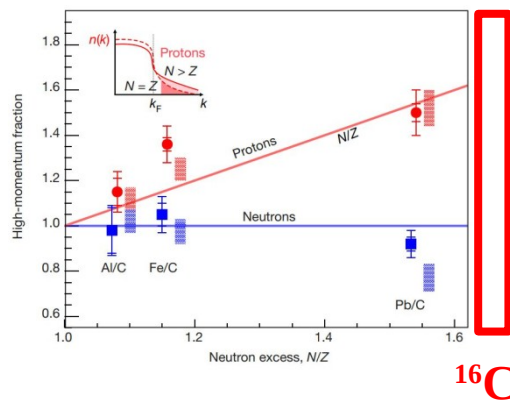 1.8
1.6
1.4
1.2
1.0
0.8
0.6
High-momentum fraction
n(k)
Protons
N > Z
N = Z
kF
k
Protons
N/Z
Neutrons
Al/C
Fe/C
Pb/C
1.0
1.2
1.4
1.6
Neutron excess, N/Z
16C